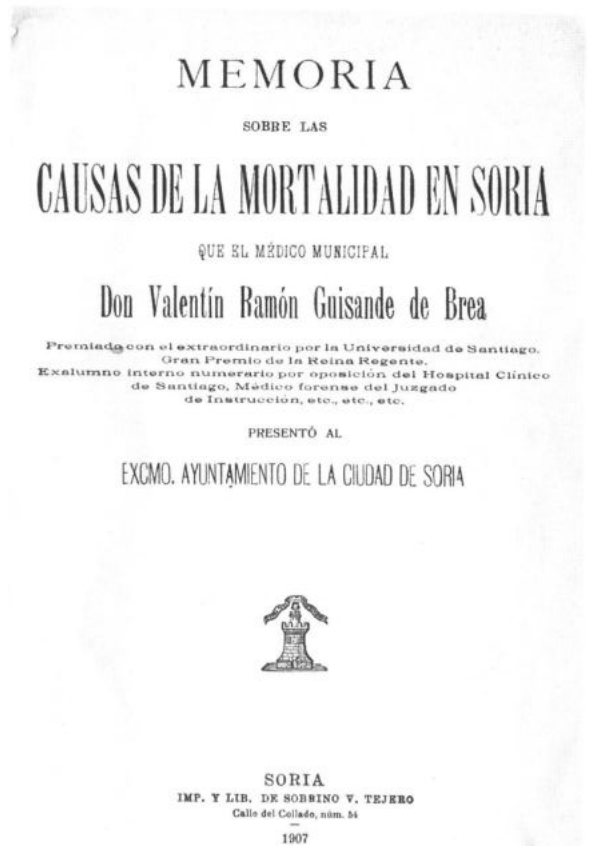 MEMORIA
SOBRE LAS
CAUSAS DE LA MORTALIDAD EN SORIA
QUE EL MÉDICO MUNICIPAL
Don Valentín Ramón Guisande de Brea
Premiado con el extraordinario por la Universidad de Santiago.
Gran Premio de la Reina Regente.
Exalumno interno numerario por oposición del Hospital Clínico
de Santiago, Médico forense del Juzgado
de Instrucción, etc., etc., etc.
PRESENTÓ AL
EXCMO. AYUNTAMIENTO DE LA CIUDAD DE SORIA
SORIA
IMP. Y LIB. DE SOBRINO V. TEJERO
Calle del Collado, núm. 54
1907